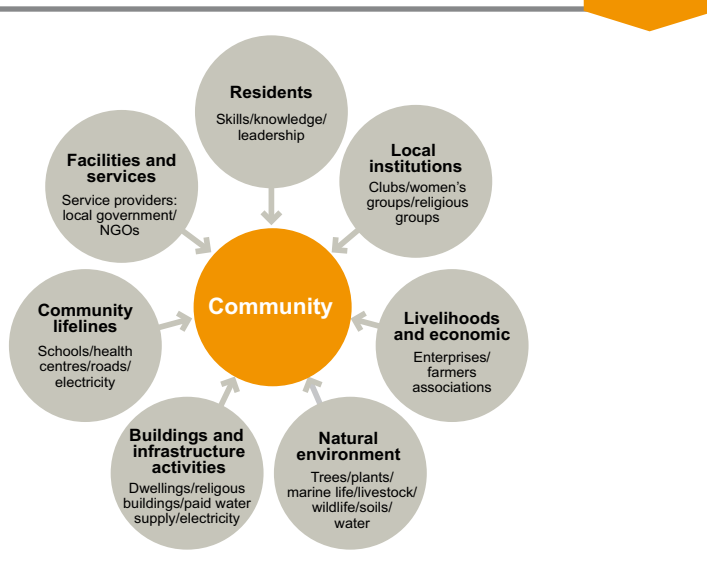 Residents
Skills/knowledge/
leadership
Local
institutions
Clubs/women's
groups/religious
groups
Facilities and
services
Service providers:
local government/
NGOs
Community
Community
lifelines
Schools/health
centres/roads/
electricity
Livelihoods
and economic
Enterprises/
farmers
associations
Buildings and
infrastructure
activities
Dwellings/religous
buildings/paid water
supply/electricity
Natural
environment
Trees/plants/
marine life/livestock/
wildlife/soils/
water